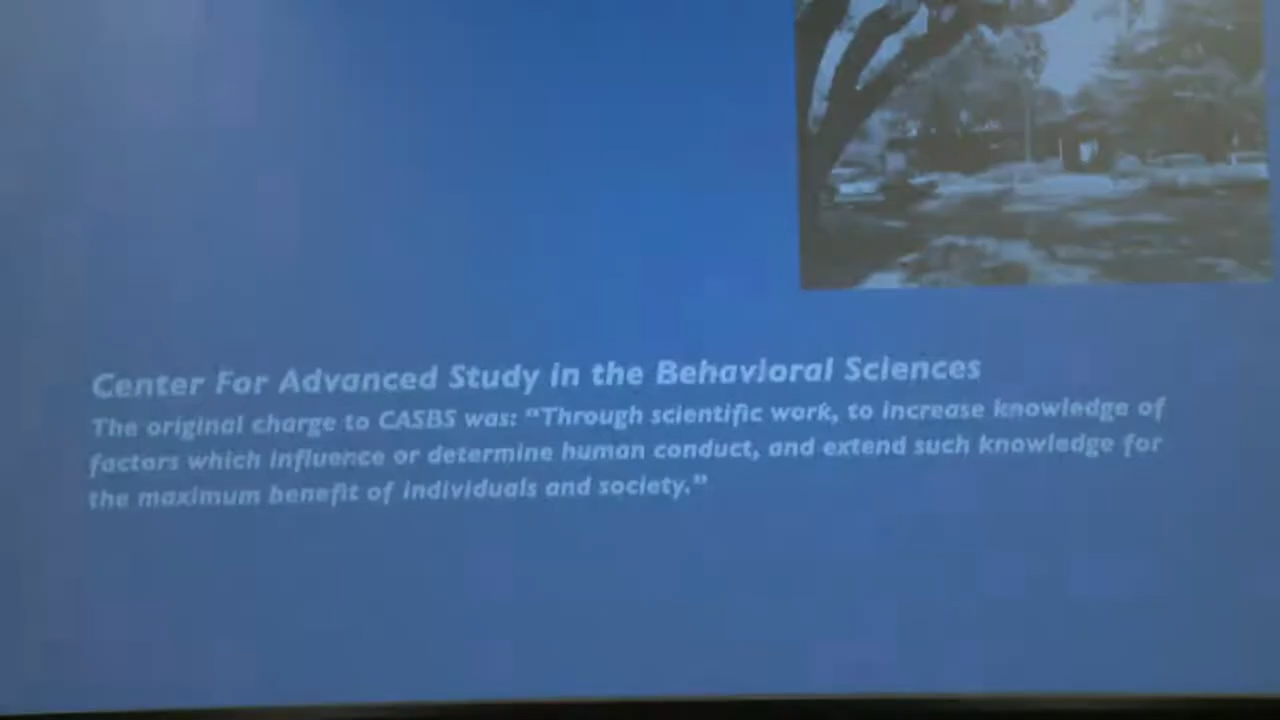 Center For Advanced Study in the Behavioral Sciences
The original charge to CASBS was: “Through scientific work, to increase knowledge of
factors which influence or determine human conduct, and extend such knowledge for
the maximum benefit of individuals and society.”